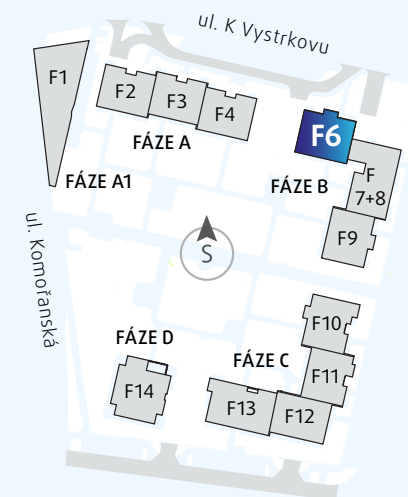 ul. K Vystrkovu
F1
F2
F3
F4
FÁZE A
FÁZE A1
F6
F
7+8
FÁZE B
F9
S
ul. Komořanská
F10
F11
FÁZE D
FÁZE C
F14
F13
F12